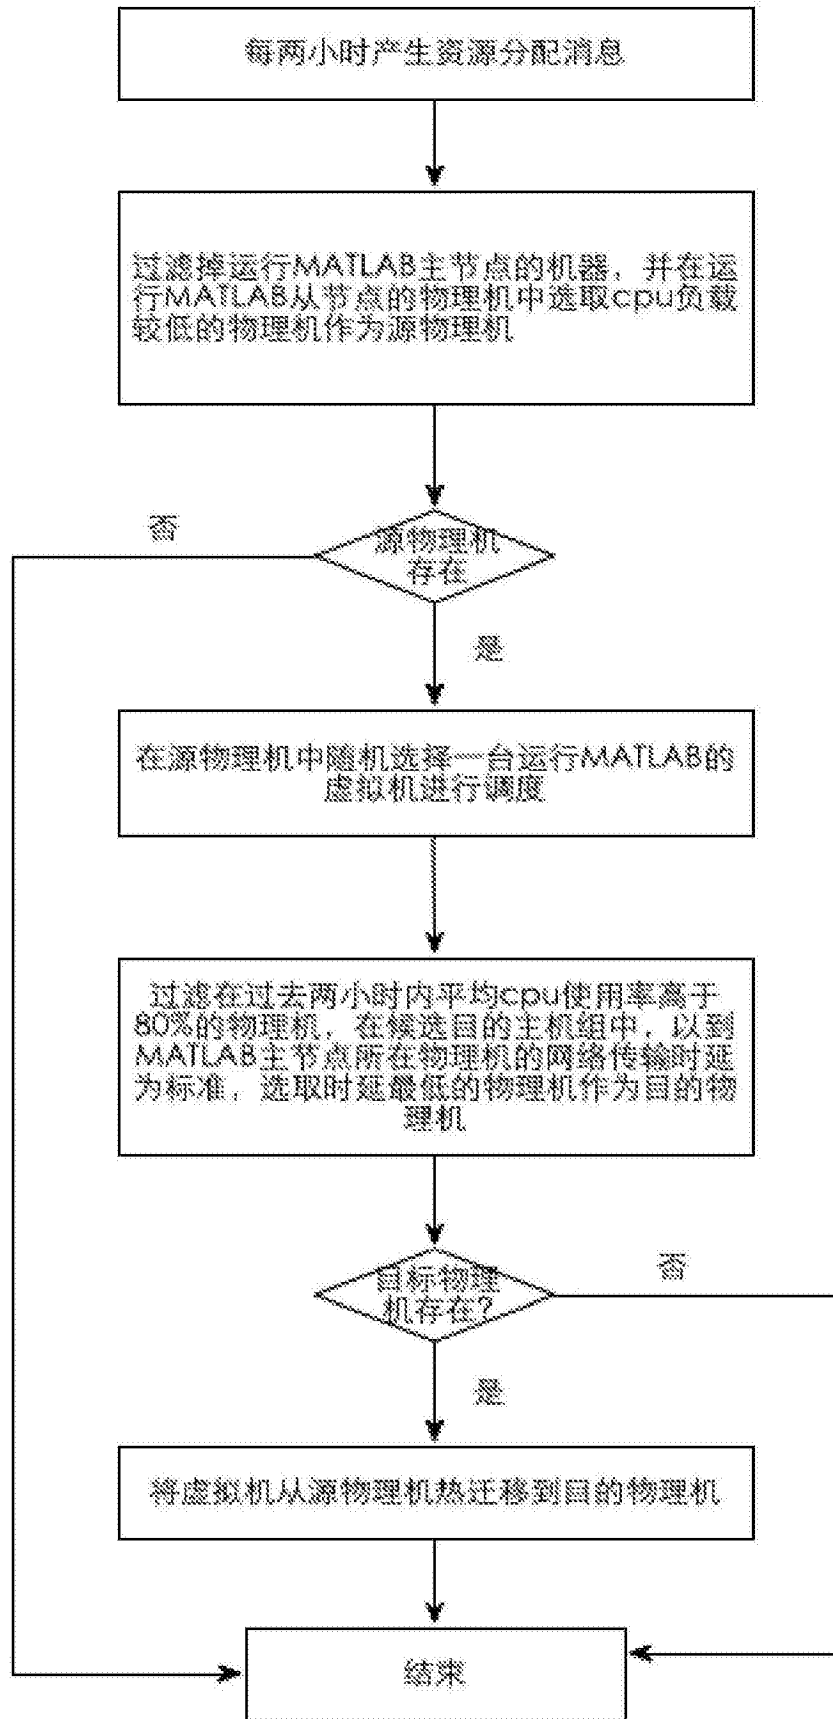 每两小时产生资源分配消息
过滤掉运行MATLAB主节点的机器，并在运
行MATLAB从节点的物理机中选取cpu负载
较低的物理机作为源物理机
否
源物理机
存在
是
在源物理机中随机选择一台运行MATLAB的
虚拟机进行调度
过滤在过去两小时内平均cpu使用率高于
80%的物理机，在候选目的主机组中，以到
MATLAB主节点所在物理机的网络传输时延
为标准，选取时延最低的物理机作为目的物
理机
目标物理
机存在？
否
是
将虚拟机从源物理机热迁移到目的物理机
结束